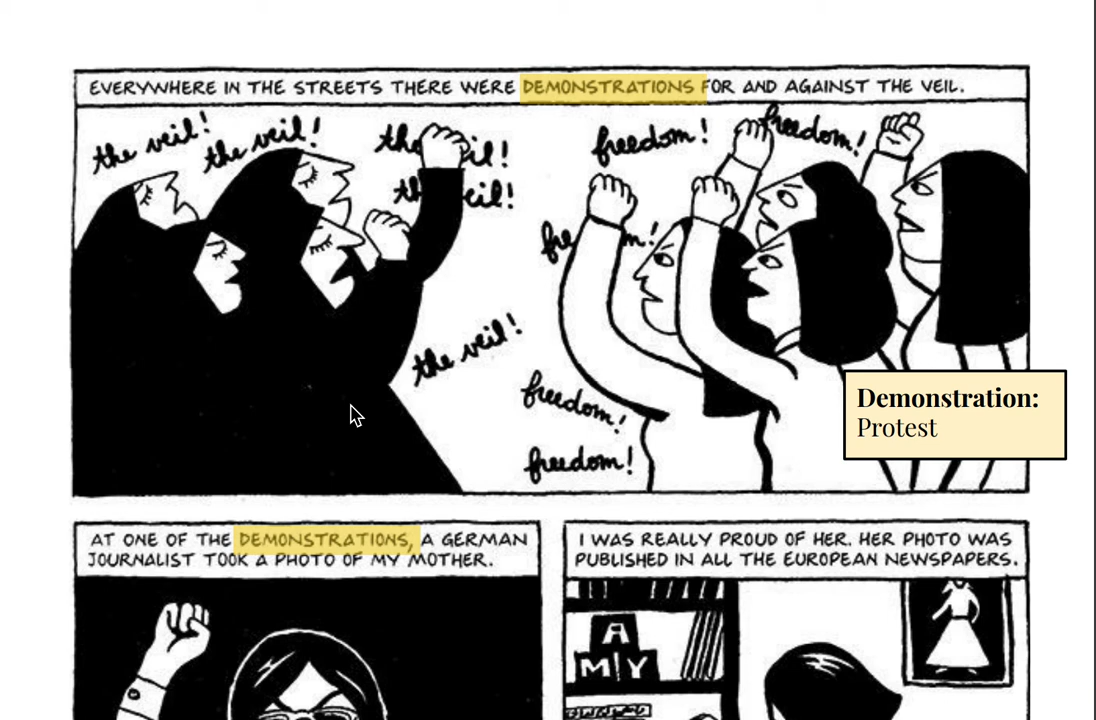 EVERYWHERE IN THE STREETS THERE WERE DEMONSTRATIONS FOR AND AGAINST THE VEIL.
the veil!
the veil!
the veil!
the veil!
the veil!
freedom!
freedom!
freedom!
freedom!
freedom!
Demonstration:
Protest
AT ONE OF THE DEMONSTRATIONS, A GERMAN
JOURNALIST TOOK A PHOTO OF MY MOTHER.
I WAS REALLY PROUD OF HER. HER PHOTO WAS
PUBLISHED IN ALL THE EUROPEAN NEWSPAPERS.
A
M Y